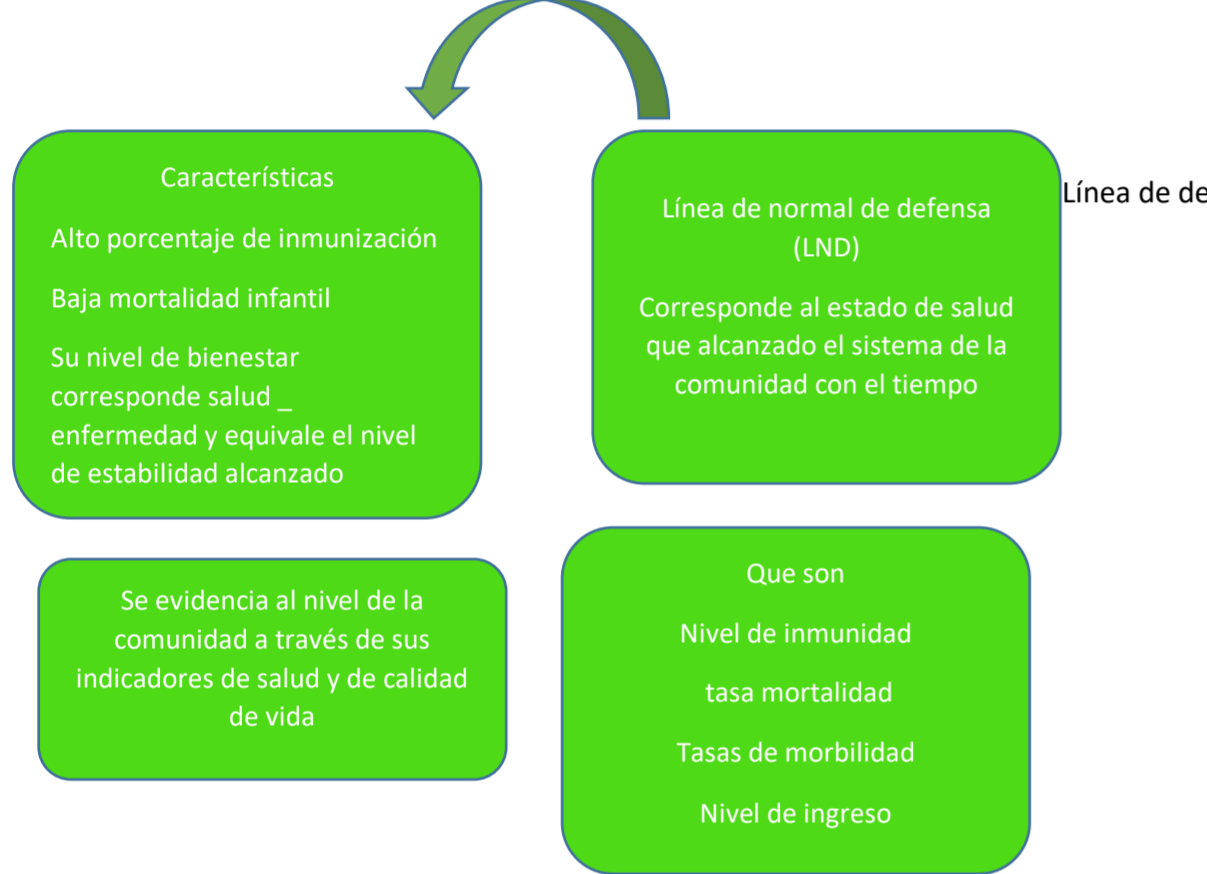 Características
Alto porcentaje de inmunización
Baja mortalidad infantil
Su nivel de bienestar
corresponde salud _
enfermedad y equivale el nivel
de estabilidad alcanzado
Línea de normal de defensa
(LND)
Corresponde al estado de salud
que alcanzado el sistema de la
comunidad con el tiempo
Línea de de
Se evidencia al nivel de la
comunidad a través de sus
indicadores de salud y de calidad
de vida
Que son
Nivel de inmunidad
tasa mortalidad
Tasas de morbilidad
Nivel de ingreso